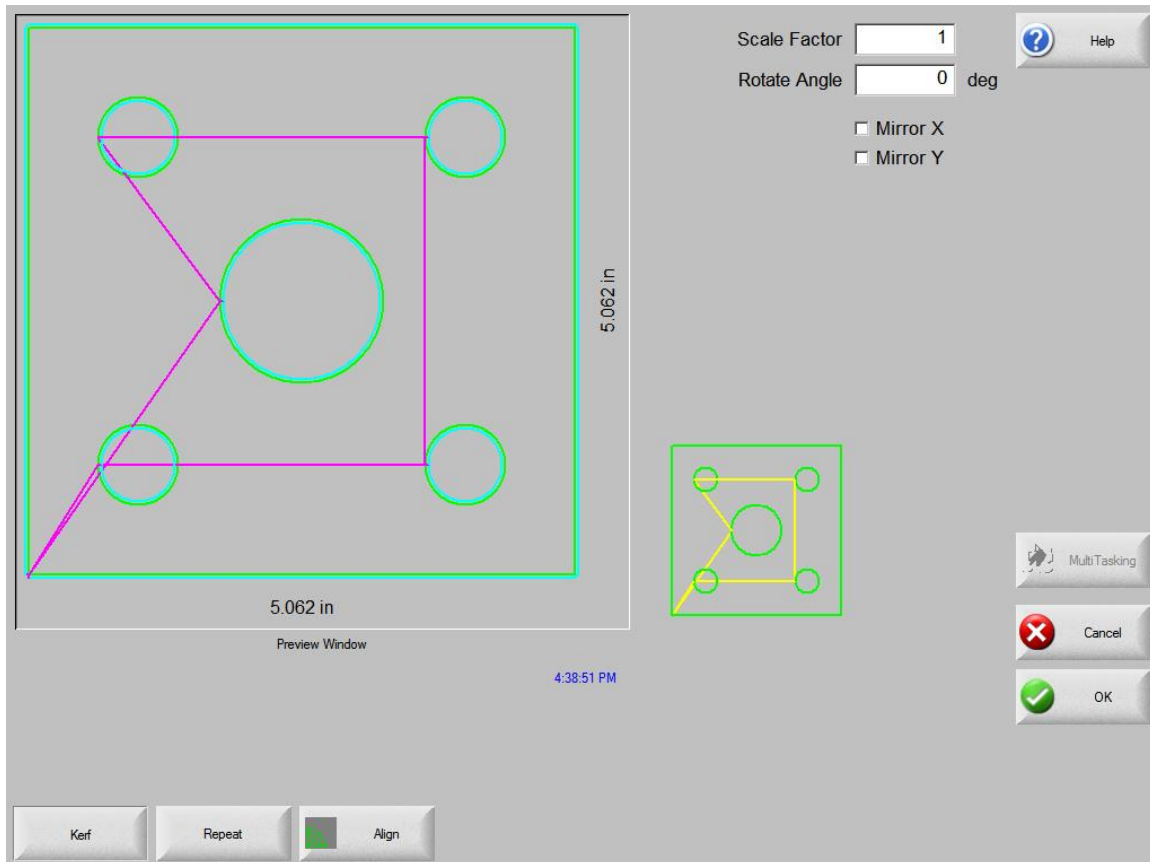 Scale Factor 1
Rotate Angle 0 deg
Mirror X
Mirror Y
Help
5.062 in
5.062 in
Preview Window
4:38:51 PM
MultiTasking
Cancel
OK
Kerf
Repeat
Align